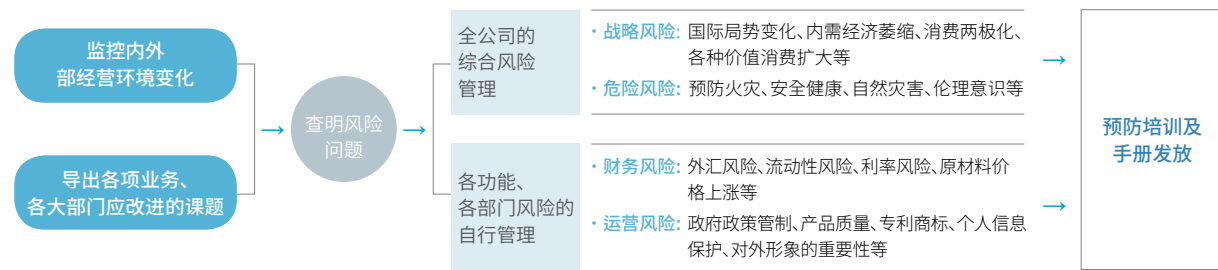 监控内外
部经营环境变化
导出各项业务、
各大部门应改进的课题
→
查明风险
问题
→
全公司的
综合风险
管理
·战略风险: 国际局势变化、内需经济萎缩、消费两极化、
各种价值消费扩大等
·危险风险: 预防火灾、安全健康、自然灾害、伦理意识等
→
各功能、
各部门风险的
自行管理
·财务风险: 外汇风险、流动性风险、利率风险、原材料价
格上涨等
·运营风险: 政府政策管制、产品质量、专利商标、个人信息
保护、对外形象的重要性等
→
预防培训及
手册发放